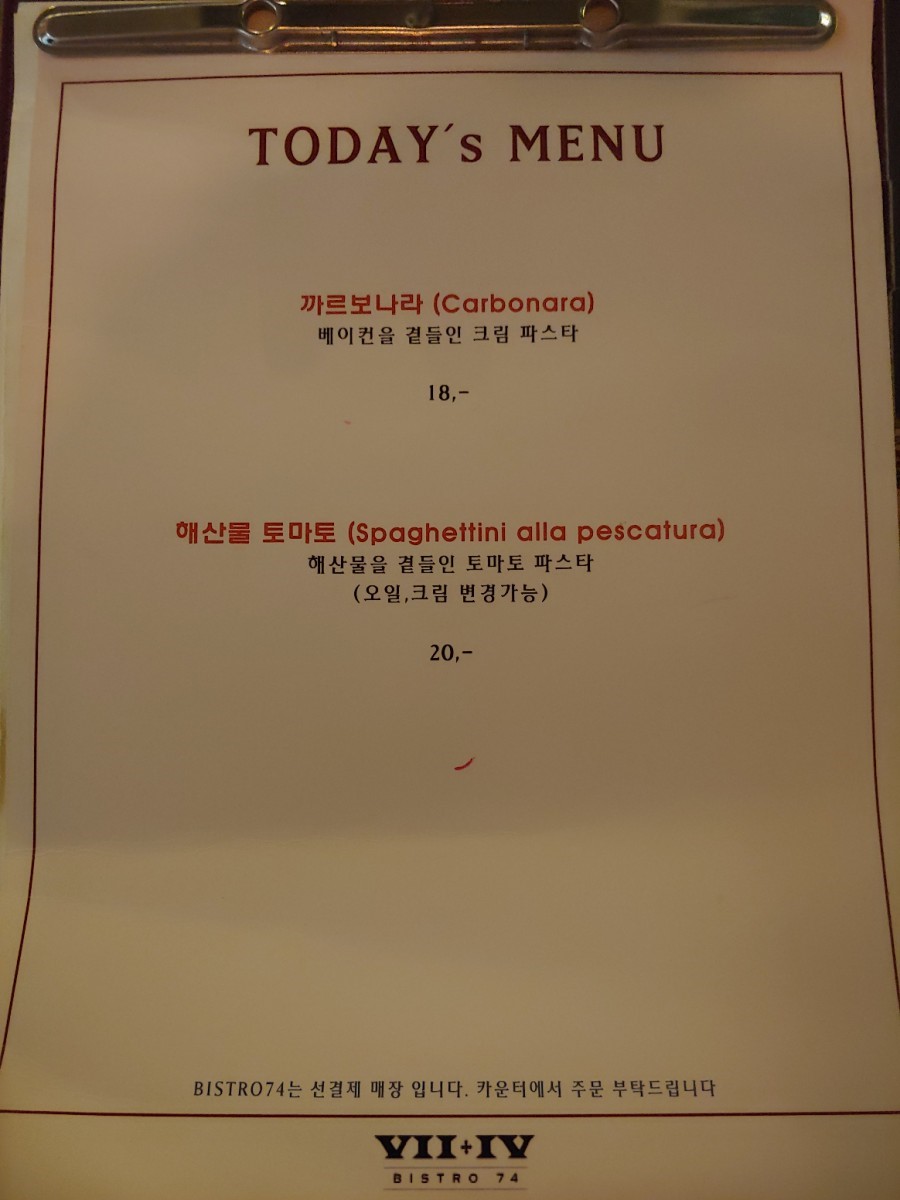 TODAY´s MENU
까르보나라 (Carbonara)
베이컨을 곁들인 크림 파스타
18,-
해산물 토마토 (Spaghettini alla pescatura)
해산물을 곁들인 토마토 파스타
(오일,크림 변경가능)
20,-
BISTRO74는 선결제 매장 입니다. 카운터에서 주문 부탁드립니다
VII+IV
BISTRO 74